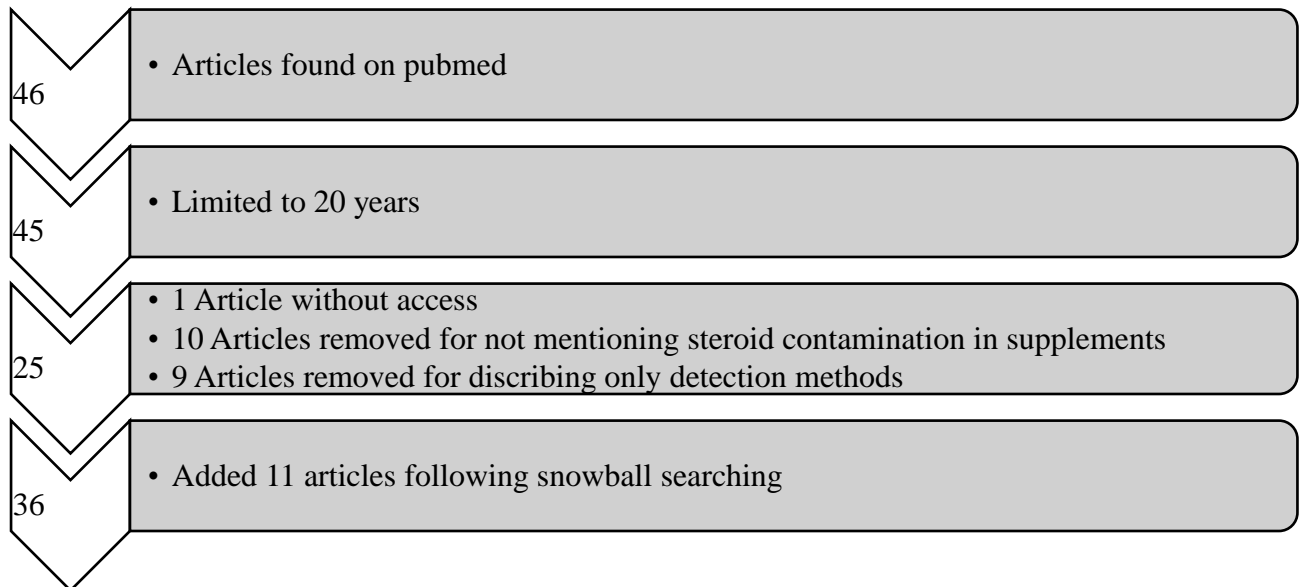 46
• Articles found on pubmed
45
• Limited to 20 years
25
• 1 Article without access
• 10 Articles removed for not mentioning steroid contamination in supplements
• 9 Articles removed for discribing only detection methods
36
• Added 11 articles following snowball searching